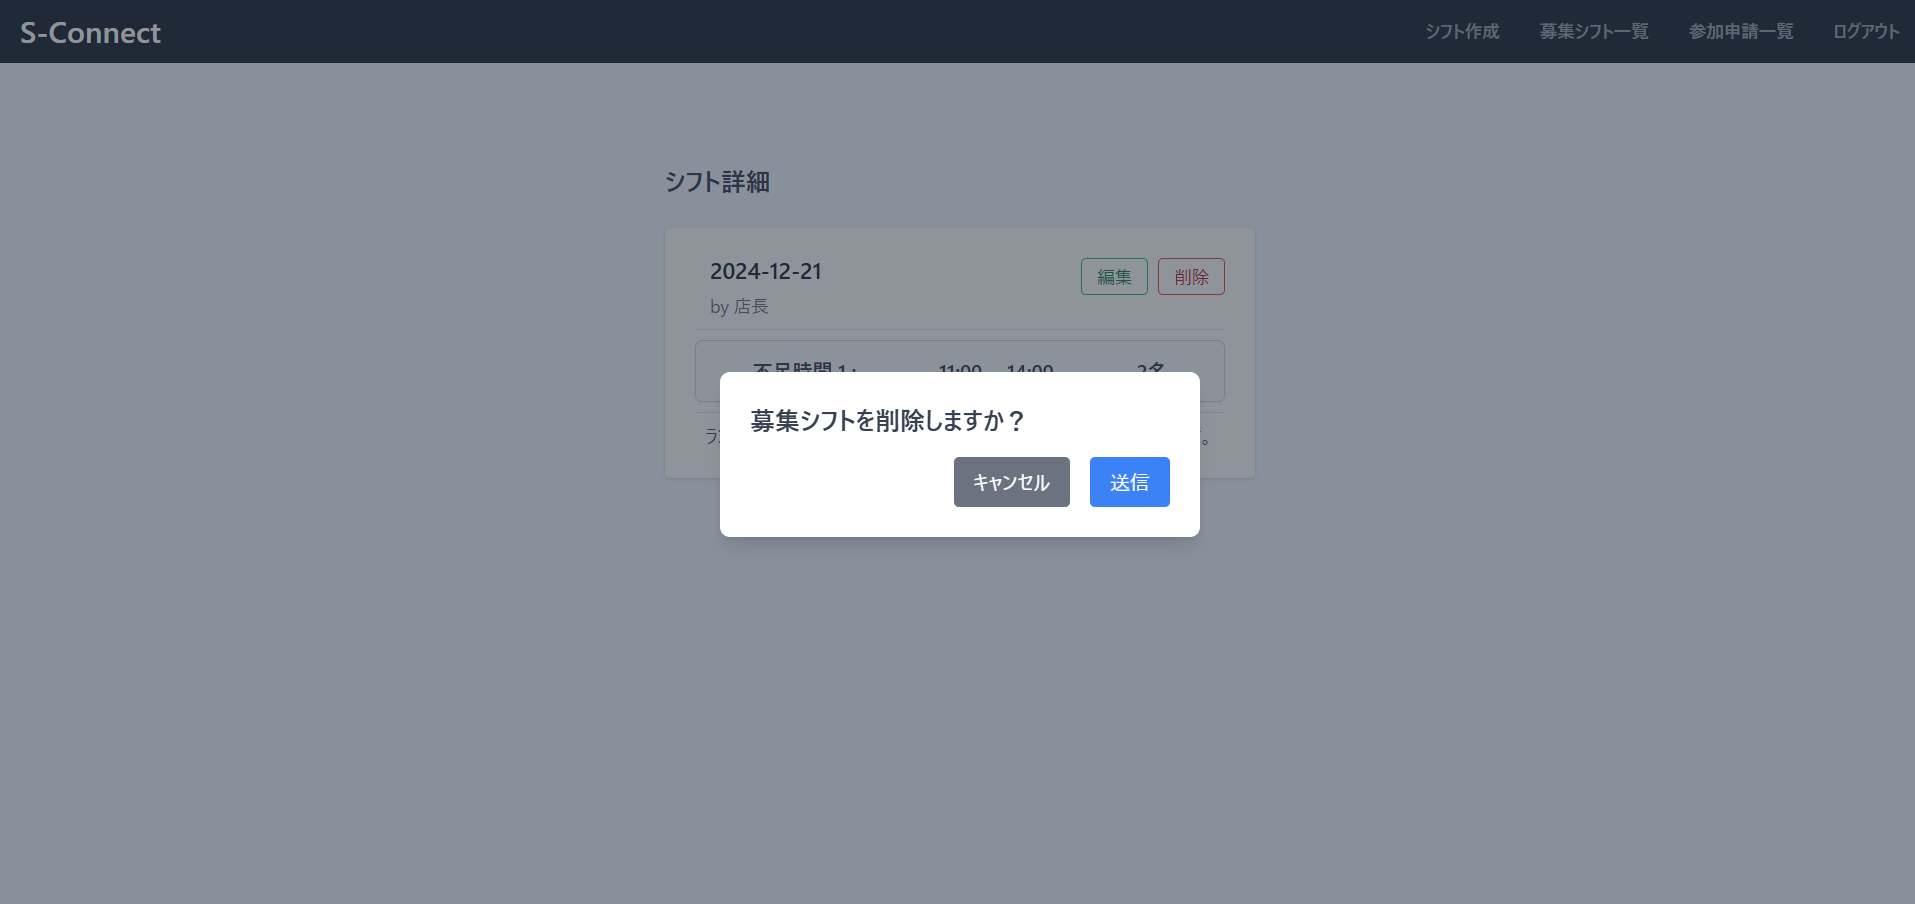 S-Connect
シフト作成 募集シフト一覧 参加申請一覧 ログアウト
シフト詳細
2024-12-21
編集 削除
by 店長
不足時間 1 : 11:00 14:00 2名
募集シフトを削除しますか？
キャンセル 送信